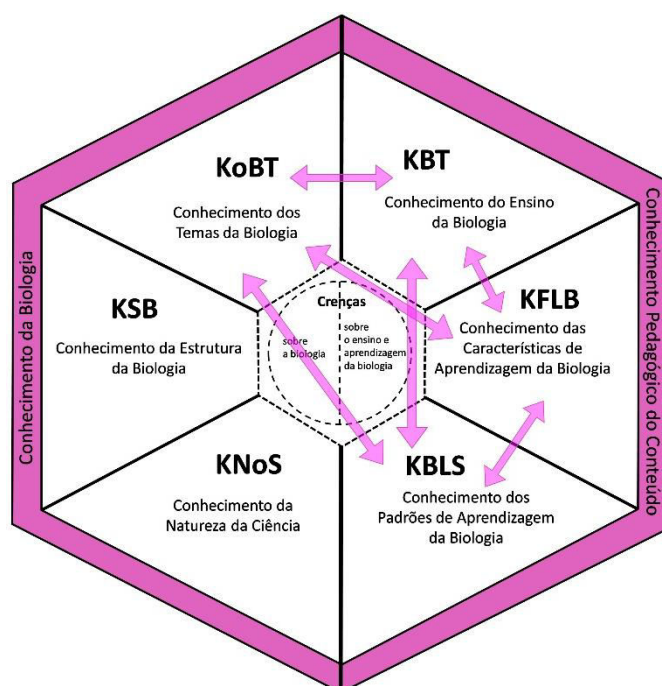 KoBT
Conhecimento dos
Temas da Biologia
KBT
Conhecimento do Ensino
da Biologia
KSB
Conhecimento da Estrutura
da Biologia
Crenças
sobre
a biologia
sobre
o ensino e
aprendizagem
da biologia
KFLB
Conhecimento das
Características de
Aprendizagem da Biologia
KNoS
Conhecimento da
Natureza da Ciência
KBLS
Conhecimento dos
Padrões de Aprendizagem
da Biologia
Conhecimento da Biologia
Conhecimento Pedagógico do Conteúdo